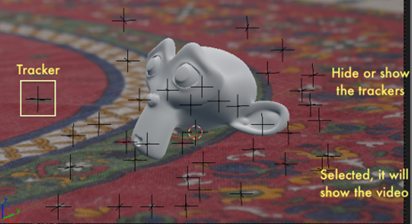 Tracker
Hide or show
the trackers
Selected, it will
show the video